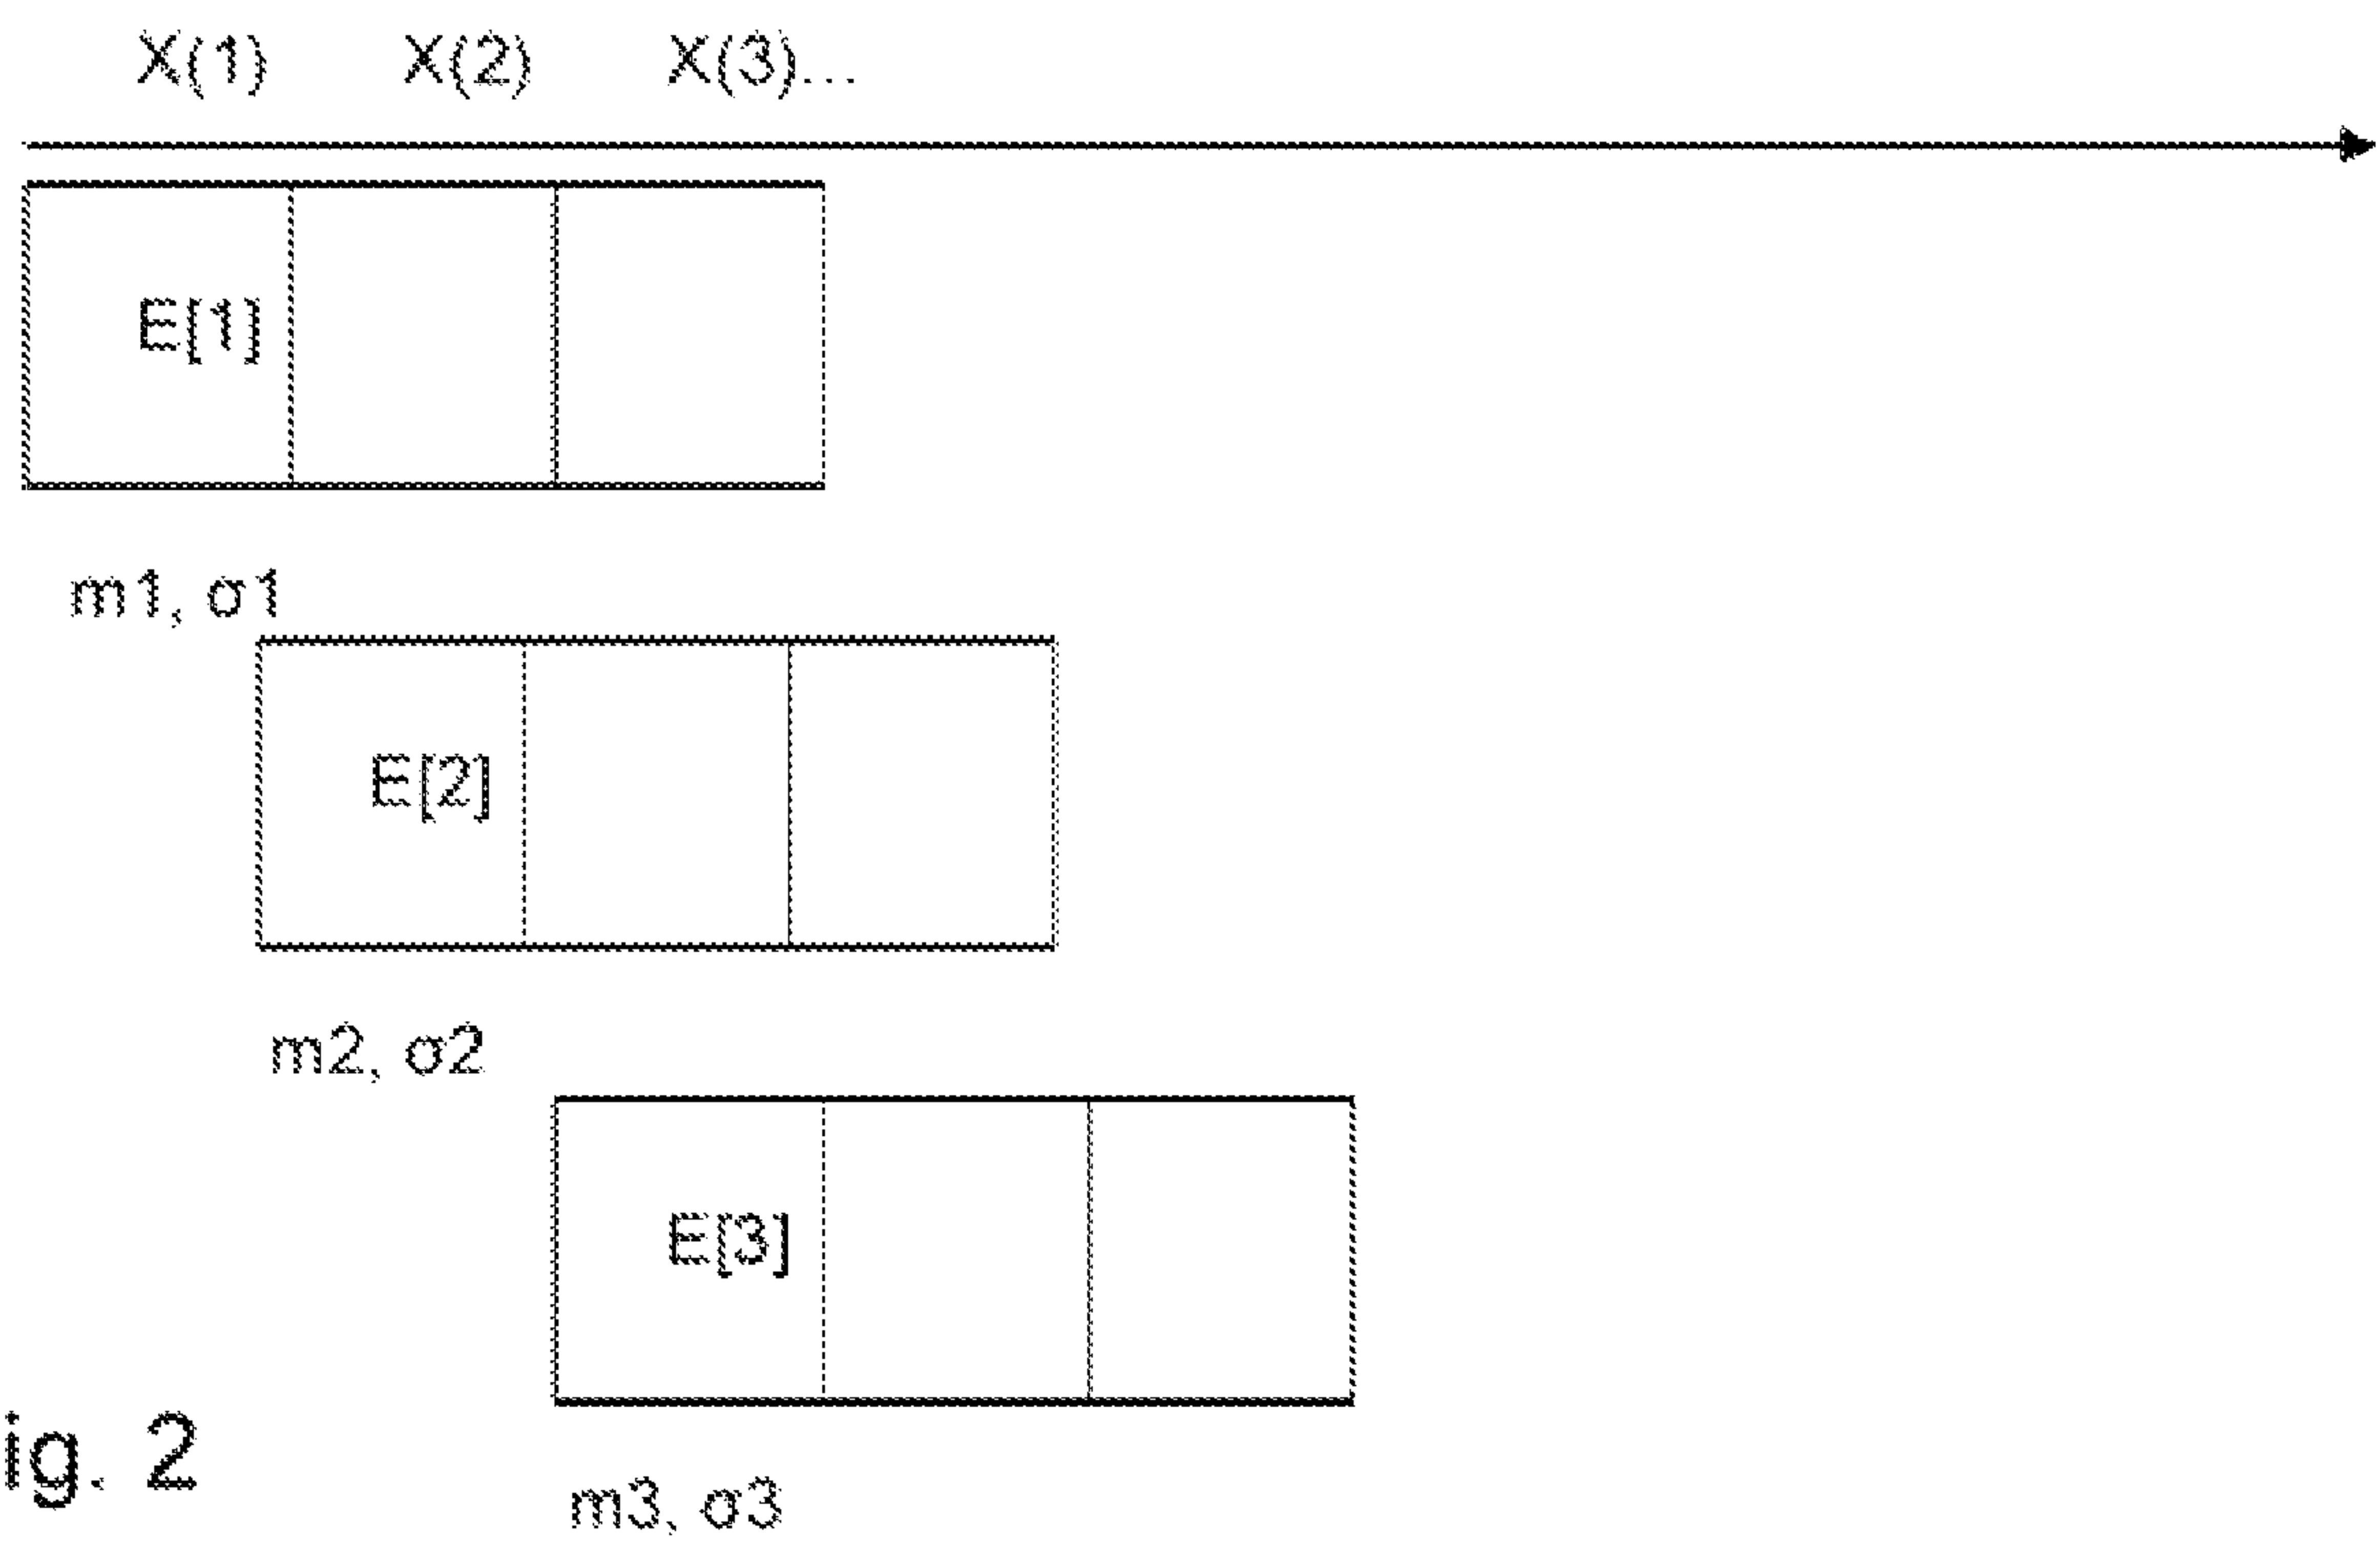 X(1) X(2) X(3)...
E[1]
m1, σ1
E[2]
m2, σ2
E[3]
ig. 2
m3, σ3